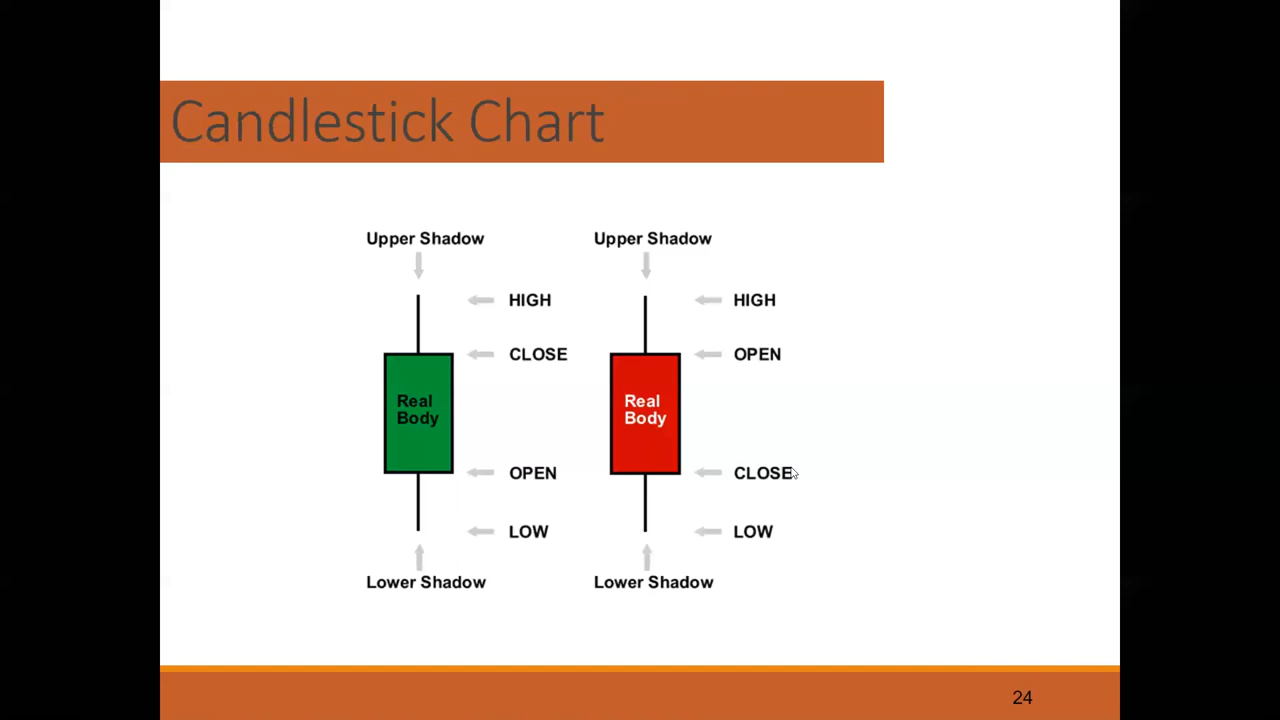 Candlestick Chart
Upper Shadow
HIGH
CLOSE
Real
Body
OPEN
LOW
Lower Shadow
Upper Shadow
HIGH
OPEN
Real
Body
CLOSE
LOW
Lower Shadow
24